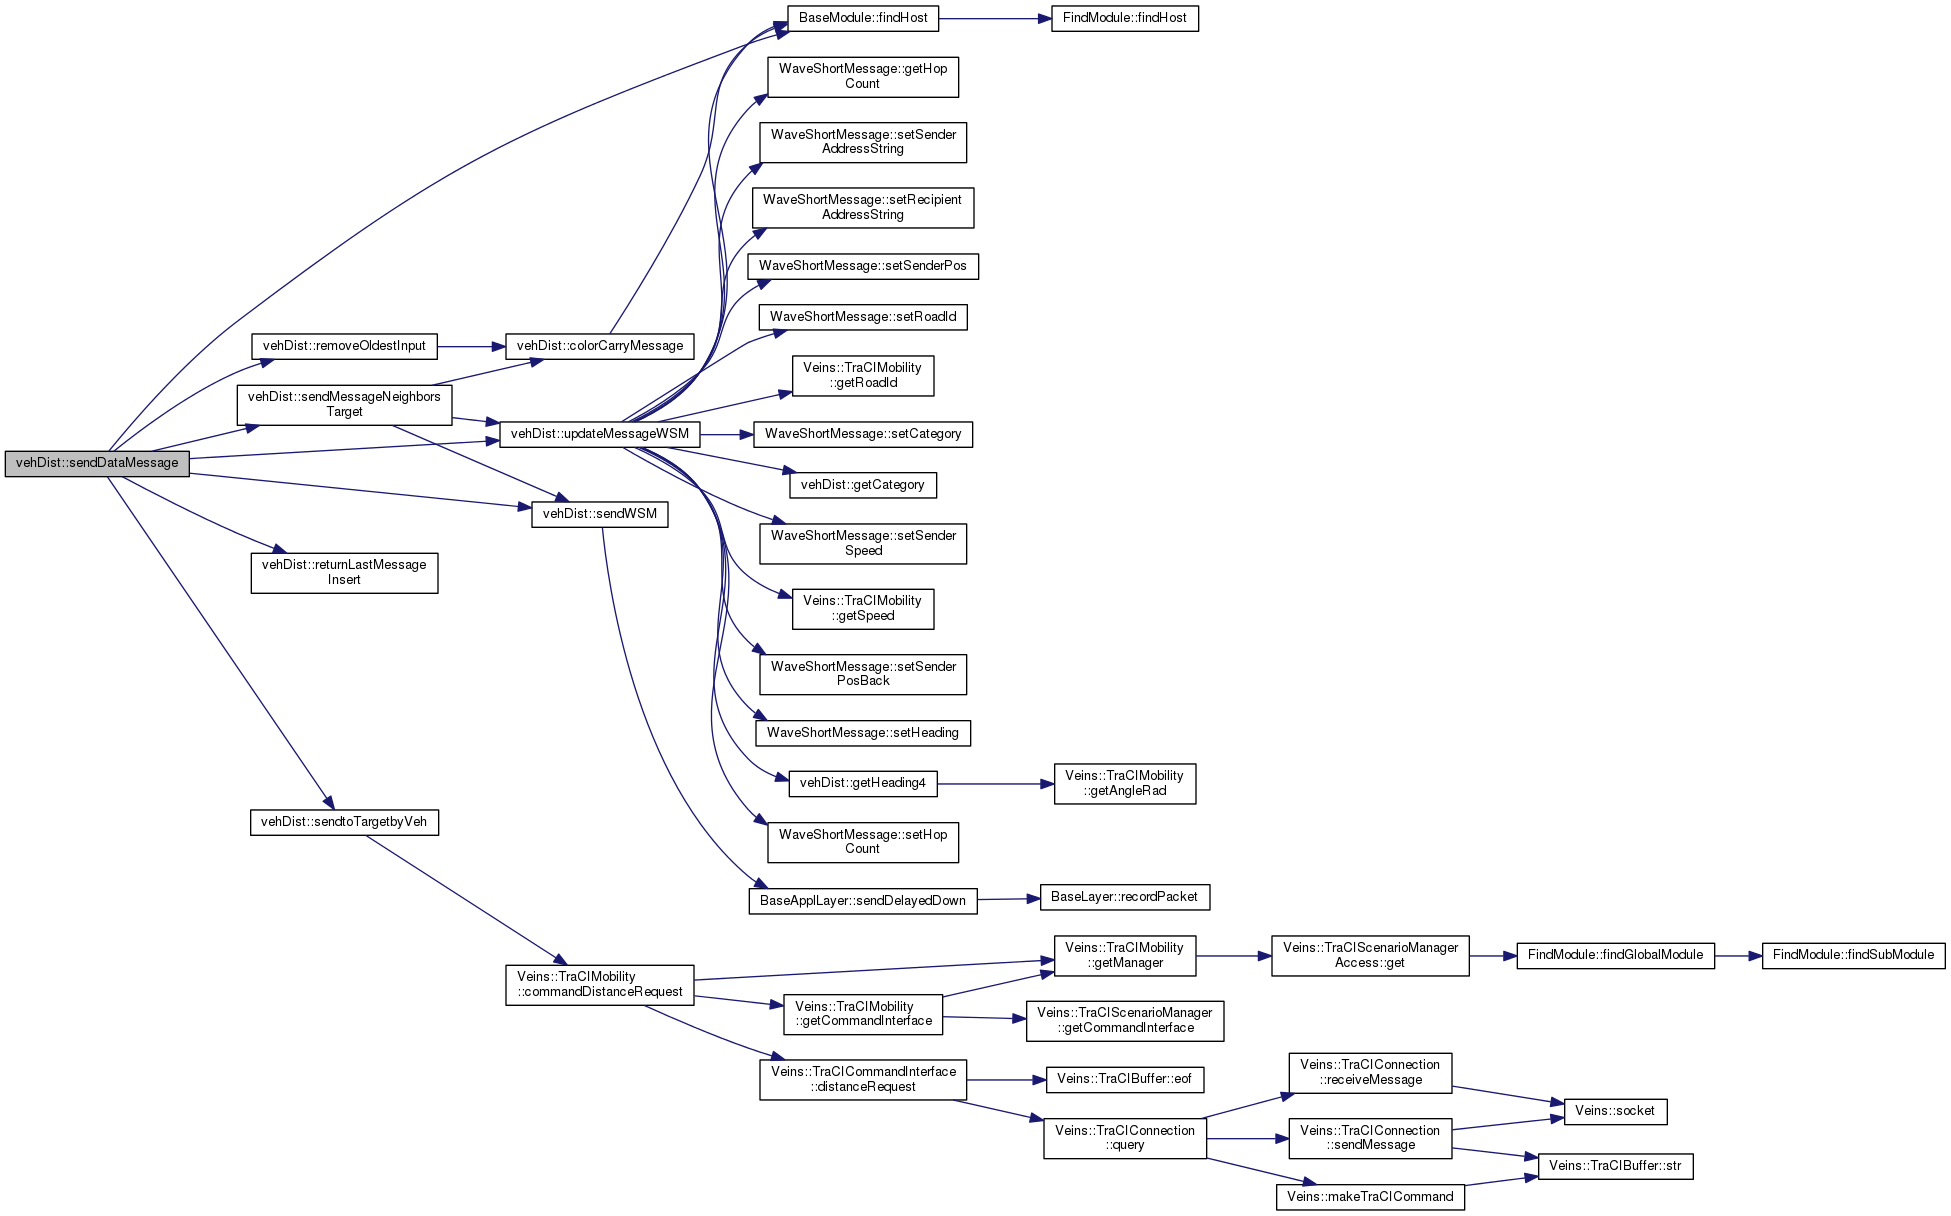 BaseModule::findHost
FindModule::findHost
WaveShortMessage::getHop
Count
WaveShortMessage::setSender
AddressString
WaveShortMessage::setRecipient
AddressString
WaveShortMessage::setSenderPos
WaveShortMessage::setRoadId
vehDist::removeOldestInput
vehDist::colorCarryMessage
Veins::TraCIMobility
::getRoadId
vehDist::sendMessageNeighbors
Target
vehDist::updateMessageWSM
WaveShortMessage::setCategory
vehDist::sendDataMessage
vehDist::getCategory
vehDist::sendWSM
WaveShortMessage::setSender
Speed
vehDist::returnLastMessage
Insert
Veins::TraCIMobility
::getSpeed
WaveShortMessage::setSender
PosBack
WaveShortMessage::setHeading
vehDist::getHeading4
Veins::TraCIMobility
::getAngleRad
vehDist::sendtoTargetbyVeh
WaveShortMessage::setHop
Count
BaseApplLayer::sendDelayedDown
BaseLayer::recordPacket
Veins::TraCIMobility
::commandDistanceRequest
Veins::TraCIMobility
::getManager
Veins::TraCIScenarioManager
Access::get
FindModule::findGlobalModule
FindModule::findSubModule
Veins::TraCIMobility
::getCommandInterface
Veins::TraCIScenarioManager
::getCommandInterface
Veins::TraCICommandInterface
::distanceRequest
Veins::TraCIBuffer::eof
Veins::TraCIConnection
::query
Veins::TraCIConnection
::receiveMessage
Veins::socket
Veins::TraCIConnection
::sendMessage
Veins::TraCIBuffer::str
Veins::makeTraCICommand